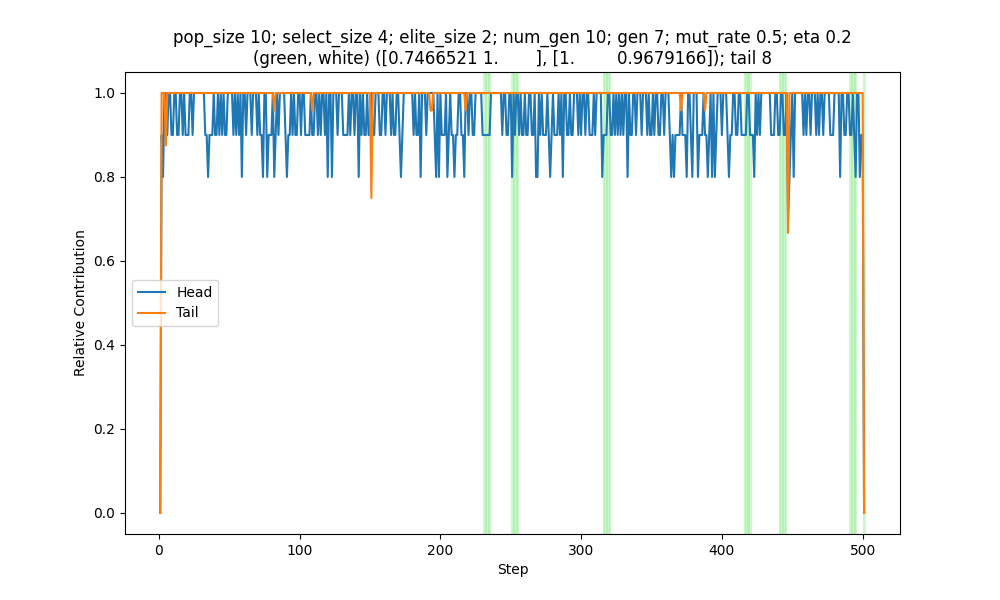 pop_size 10; select_size 4; elite_size 2; num_gen 10; gen 7; mut_rate 0.5; eta 0.2
(green, white) ([0.7466521 1.        ], [1.        0.9679166]); tail 8
1.0
0.8
0.6
0.4
0.2
0.0
Relative Contribution
Head
Tail
0
100
200
300
400
500
Step